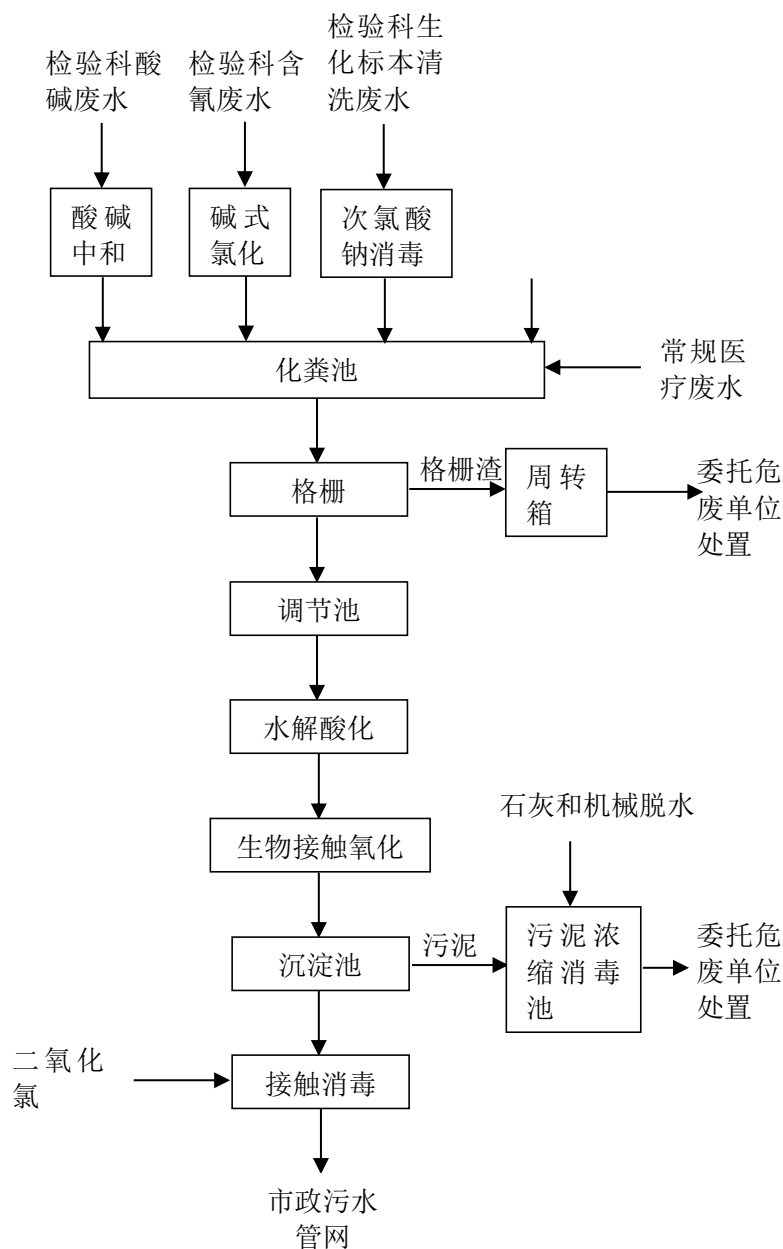 检验科酸
碱废水
检验科含
氰废水
检验科生
化标本清
洗废水
酸碱
中和
碱式
氯化
次氯酸
钠消毒
化粪池
常规医
疗废水
格栅
格栅渣
周转
箱
委托危
废单位
处置
调节池
水解酸化
生物接触氧化
石灰和机械脱水
沉淀池
污泥
污泥浓
缩消毒
池
委托危
废单位
处置
二氧化
氯
接触消毒
市政污水
管网